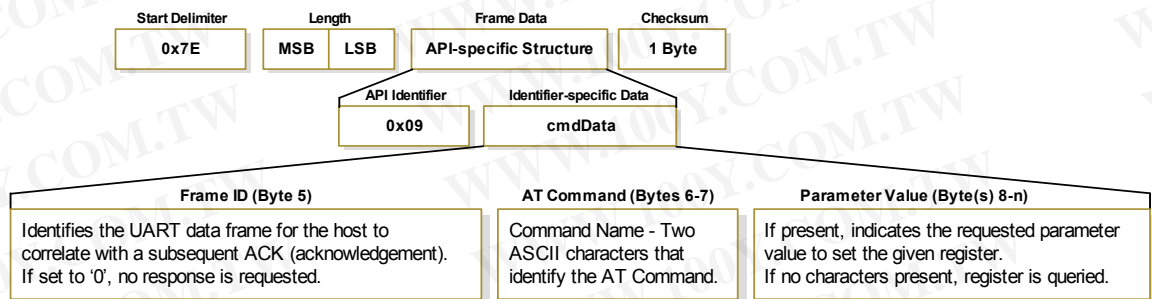 Start Delimiter Length Frame Data Checksum
0x7E MSB LSB API-specific Structure 1 Byte
API Identifier Identifier-specific Data
0x09 cmdData
Frame ID (Byte 5)
Identifies the UART data frame for the host to
correlate with a subsequent ACK (acknowledgement).
If set to ‘0’, no response is requested.
AT Command (Bytes 6-7)
Command Name - Two
ASCII characters that
identify the AT Command.
Parameter Value (Byte(s) 8-n)
If present, indicates the requested parameter
value to set the given register.
If no characters present, register is queried.
WWW.100Y.COM.TW